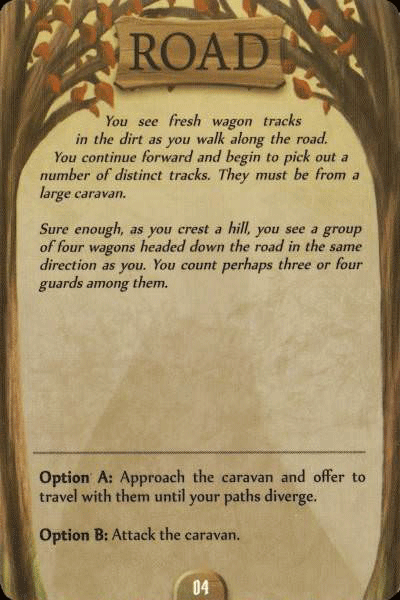 ROAD
You see fresh wagon tracks
in the dirt as you walk along the road.
You continue forward and begin to pick out a
number of distinct tracks. They must be from a
large caravan.
Sure enough, as you crest a hill, you see a group
of four wagons headed down the road in the same
direction as you. You count perhaps three or four
guards among them.
Option A: Approach the caravan and offer to
travel with them until your paths diverge.
Option B: Attack the caravan.
04